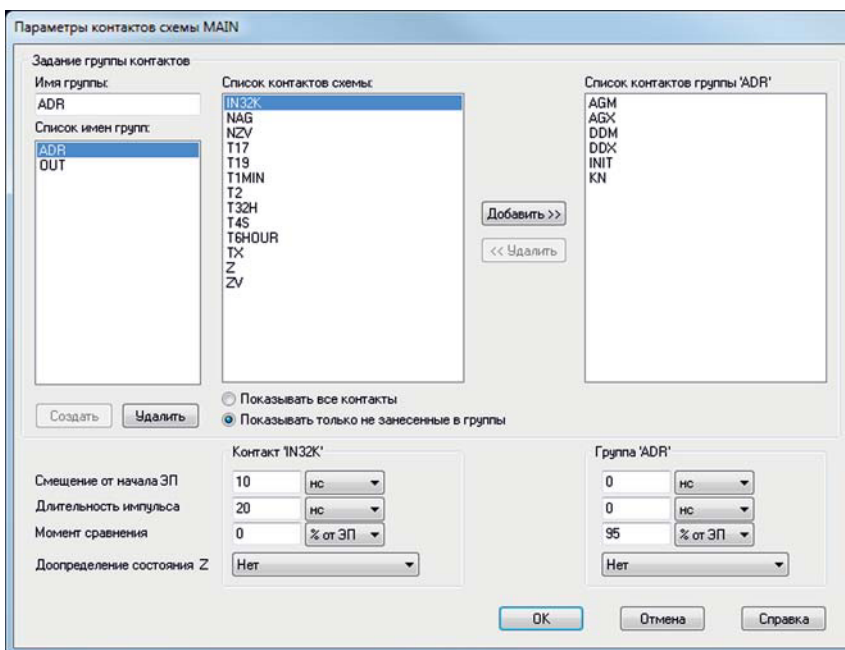 Параметры контактов схемы MAIN
Задание группы контактов
Имя группы:
ADR
Список имен групп:
ADR
OUT
Создать
Удалить
Список контактов схемы:
IN32K
NAG
NZV
T17
T19
T1MIN
T2
T32H
T4S
T6HOUR
TX
Z
ZV
Показывать все контакты
Показывать только не занесенные в группы
Добавить >>
<< Удалить
Список контактов группы 'ADR'
AGM
AGX
DDM
DDX
INIT
KN
Контакт 'IN32K'
Группа 'ADR'
Смещение от начала ЭП 10 нс 0 нс
Длительность импульса 20 нс 0 нс
Момент сравнения 0 % от ЭП 95 % от ЭП
Доопределение состояния Z Нет Нет
OK Отмена Справка